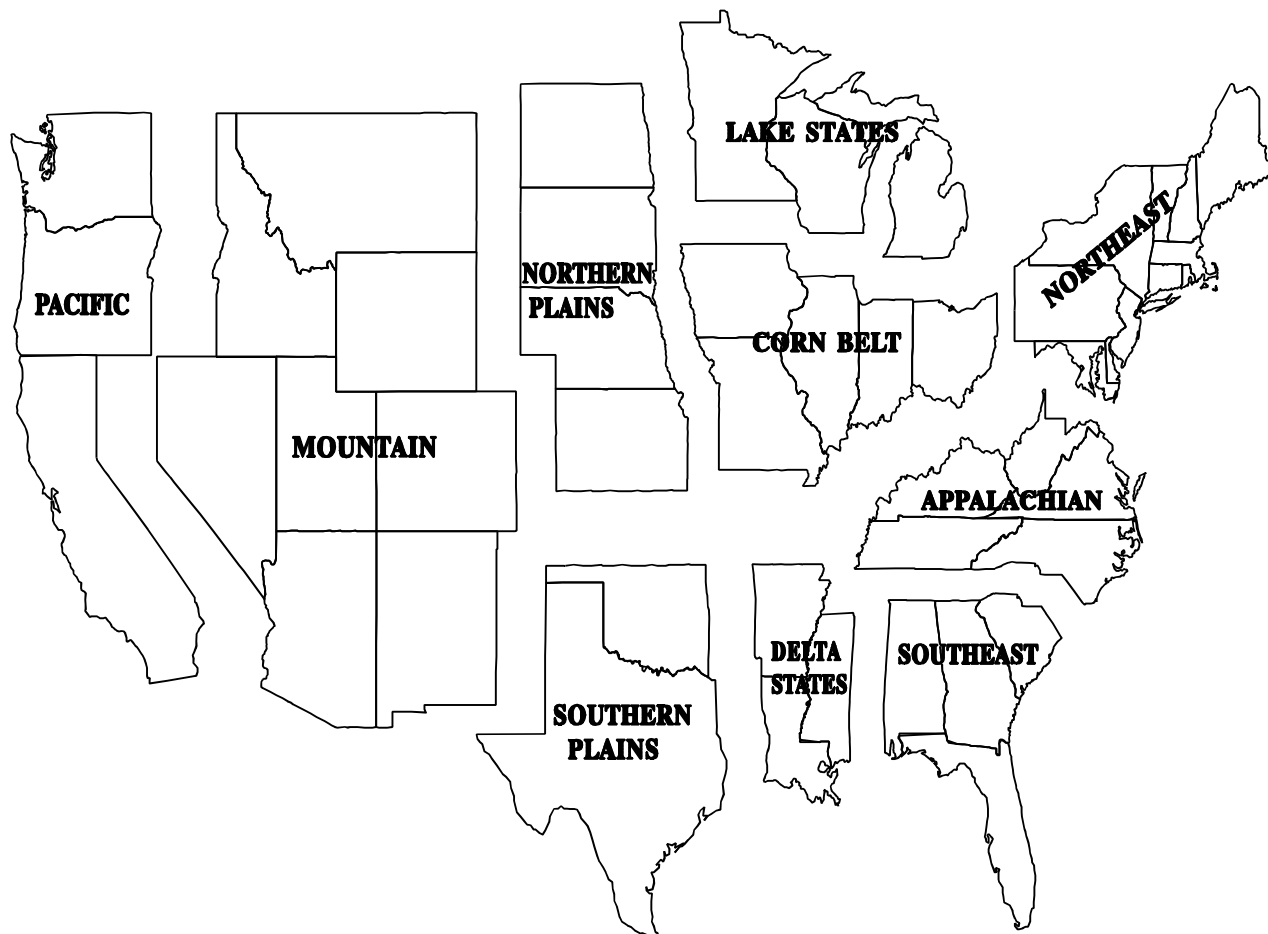 LAKE STATES
NORTHEAST
NORTHERN
PLAINS
PACIFIC
CORN BELT
MOUNTAIN
APPALACHIAN
DELTA
STATES
SOUTHEAST
SOUTHERN
PLAINS